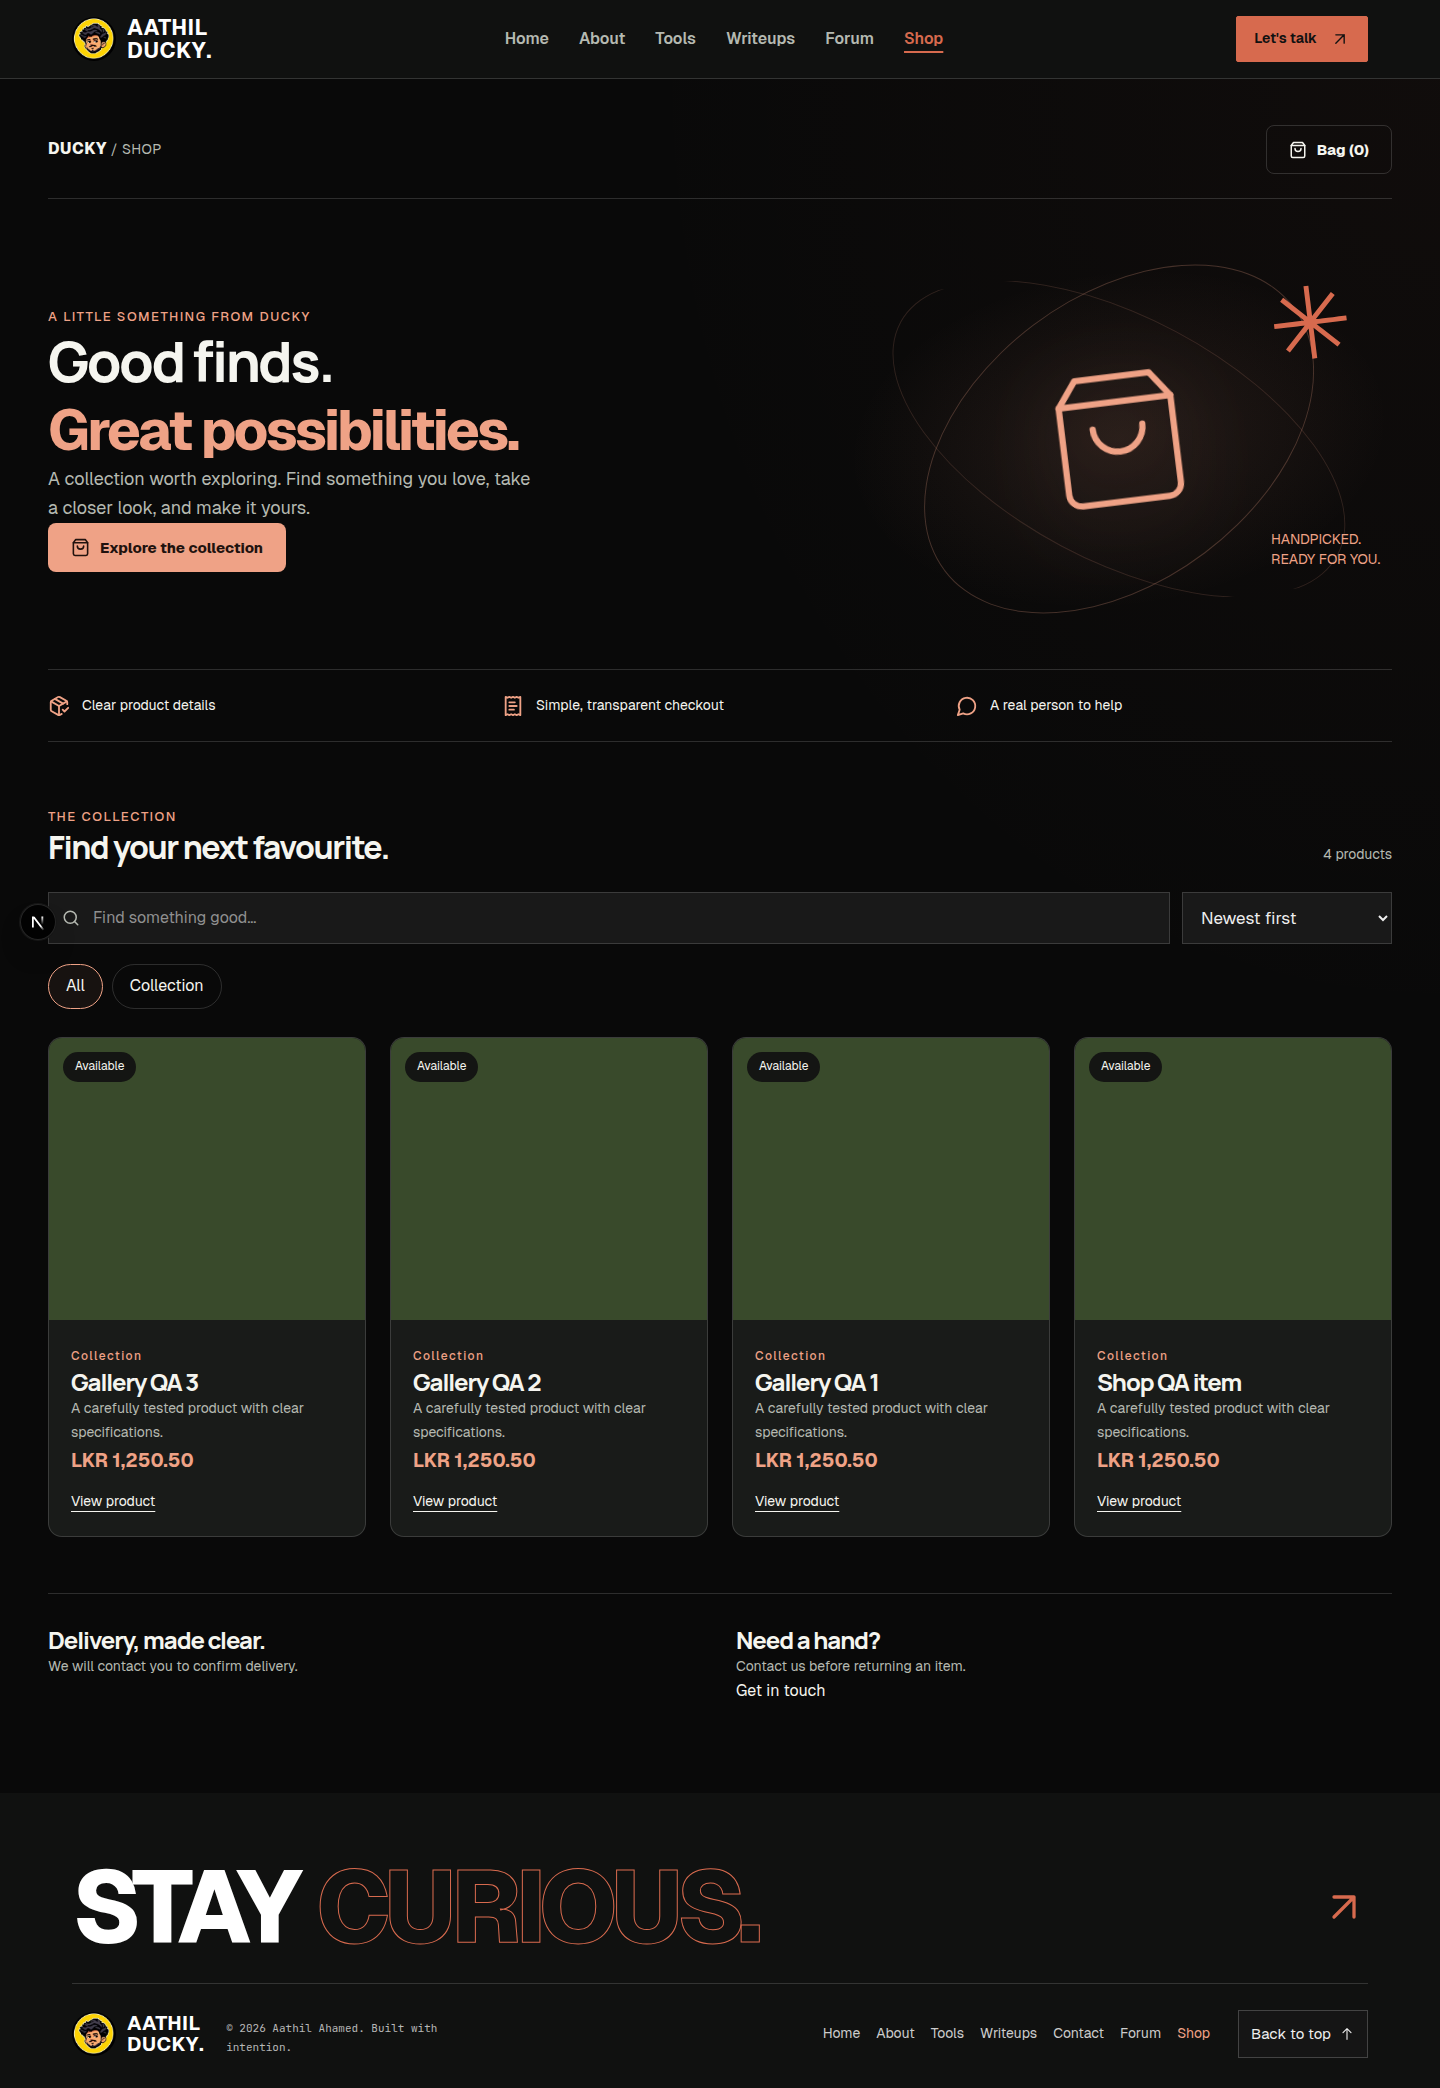 AATHIL
DUCKY.
Home
About
Tools
Writeups
Forum
Shop
Let's talk
DUCKY / SHOP
Bag (0)
A LITTLE SOMETHING FROM DUCKY
Good finds.
Great possibilities.
A collection worth exploring. Find something you love, take
a closer look, and make it yours.
Explore the collection
HANDPICKED.
READY FOR YOU.
Clear product details
Simple, transparent checkout
A real person to help
THE COLLECTION
Find your next favourite.
4 products
N
Find something good...
Newest first
All
Collection
Available
Collection
Gallery QA 3
A carefully tested product with clear
specifications.
LKR 1,250.50
View product
Available
Collection
Gallery QA 2
A carefully tested product with clear
specifications.
LKR 1,250.50
View product
Available
Collection
Gallery QA 1
A carefully tested product with clear
specifications.
LKR 1,250.50
View product
Available
Collection
Shop QA item
A carefully tested product with clear
specifications.
LKR 1,250.50
View product
Delivery, made clear.
We will contact you to confirm delivery.
Need a hand?
Contact us before returning an item.
Get in touch
STAY CURIOUS.
AATHIL
DUCKY.
© 2026 Aathil Ahamed. Built with
intention.
Home
About
Tools
Writeups
Contact
Forum
Shop
Back to top